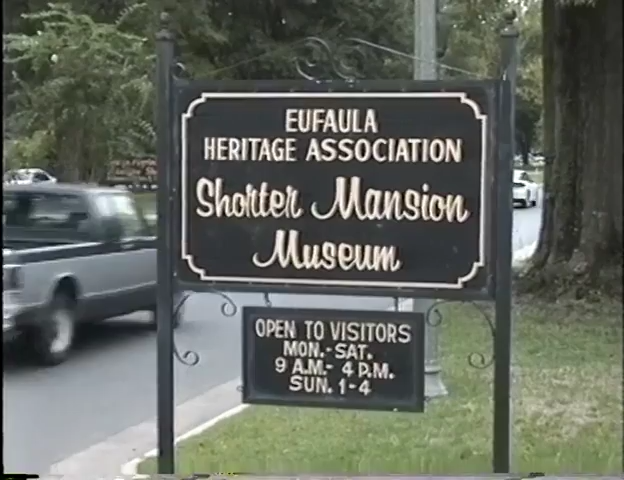 EUFAULA
HERITAGE ASSOCIATION
Shorter Mansion
Museum
OPEN TO VISITORS
MON.-SAT.
9 A.M.- 4 P.M.
SUN. 1-4